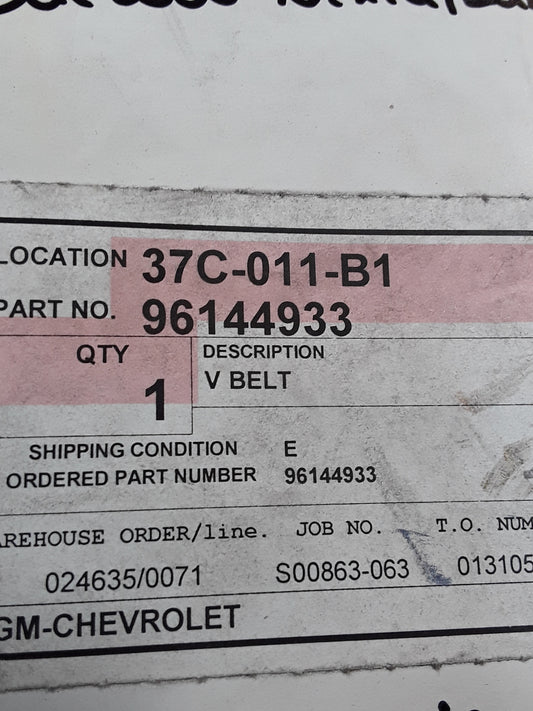 LOCATION 37C-011-B1
PART NO. 96144933
QTY DESCRIPTION
1 V BELT
SHIPPING CONDITION E
ORDERED PART NUMBER 96144933
AREHOUSE ORDER/line. JOB NO. T.O. NUM
024635/0071 S00863-063 013105
GM-CHEVROLET